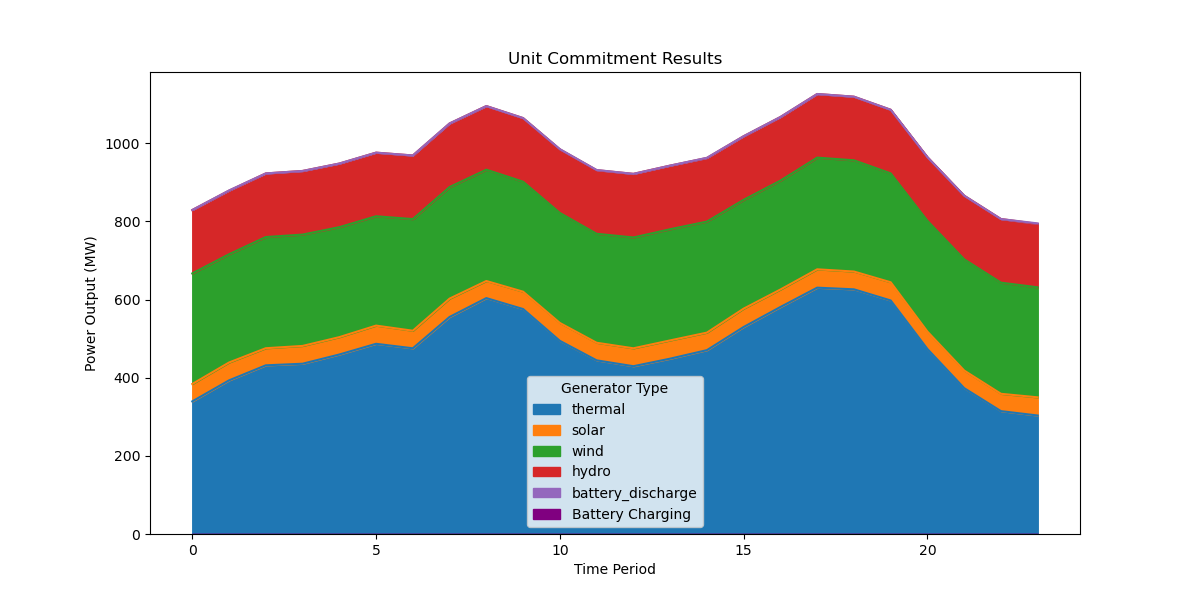 Unit Commitment Results
Power Output (MW)
1000
800
600
400
200
0
Generator Type
thermal
solar
wind
hydro
battery_discharge
Battery Charging
0 5 10 15 20
Time Period